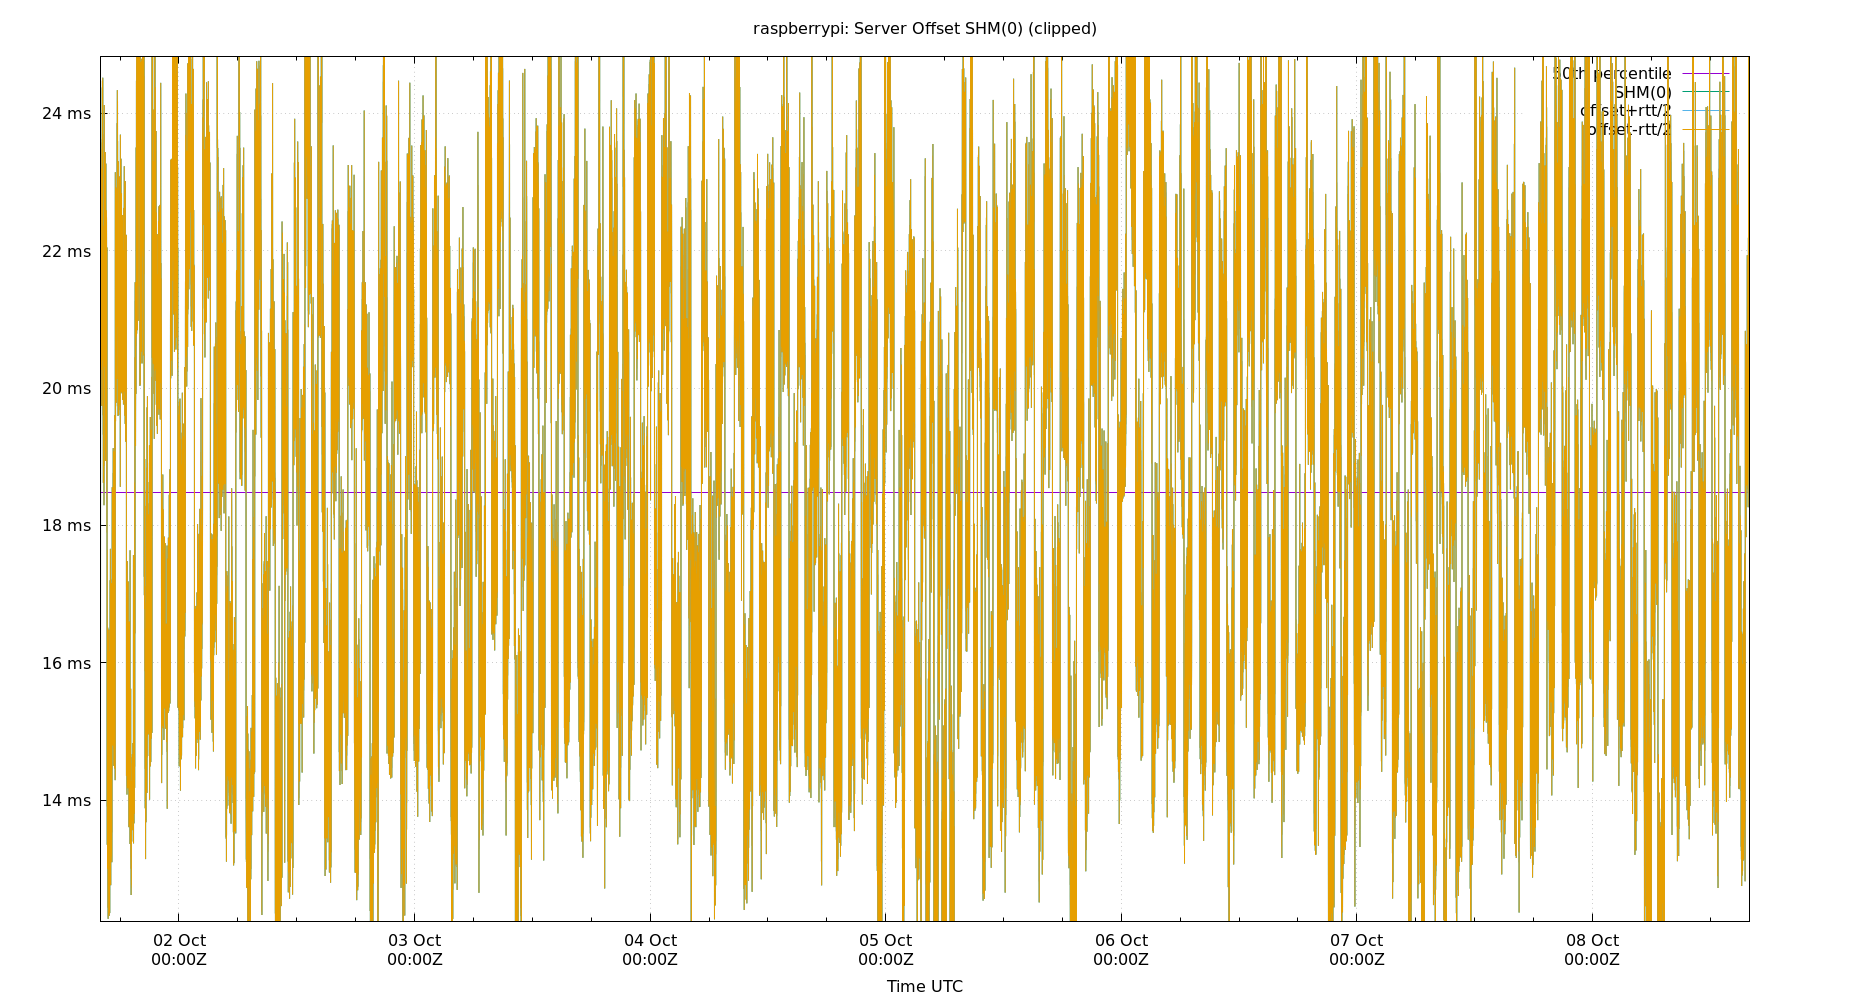 raspberrypi: Server Offset SHM(0) (clipped)
50th percentile
SHM(0)
offset+rtt/2
offset-rtt/2
24 ms
22 ms
20 ms
18 ms
16 ms
14 ms
02 Oct
00:00Z
03 Oct
00:00Z
04 Oct
00:00Z
05 Oct
00:00Z
06 Oct
00:00Z
07 Oct
00:00Z
08 Oct
00:00Z
Time UTC